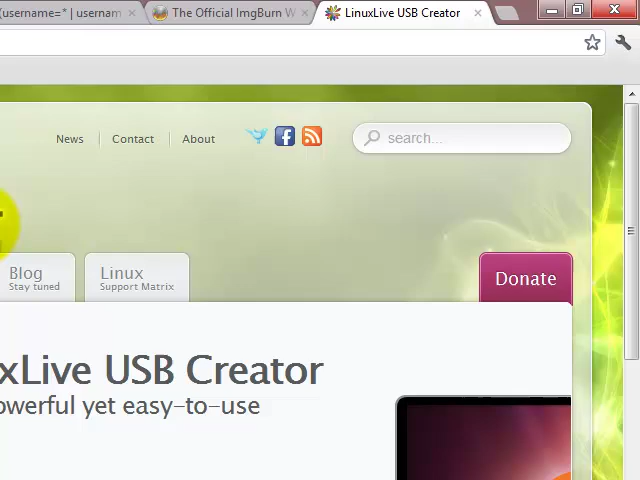 (username=* | usernam
The Official ImgBurn W
LinuxLive USB Creator
News
Contact
About
search...
Blog
Stay tuned
Linux
Support Matrix
Donate
xLive USB Creator
owerful yet easy-to-use